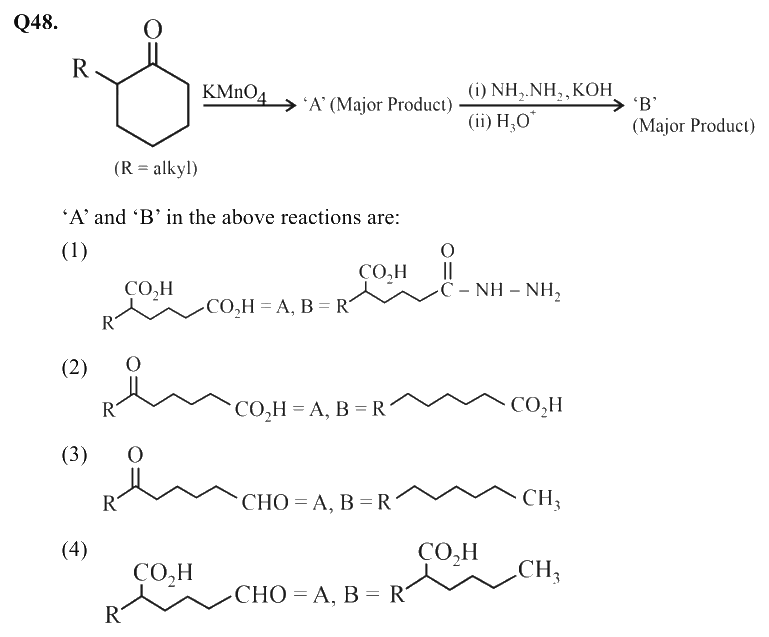 Q48.
O
R
KMnO₄
'A' (Major Product)
(i) NH₂.NH₂, KOH
(ii) H₃O⁺
'B'
(Major Product)
(R = alkyl)
'A' and 'B' in the above reactions are:
(1)
CO₂H
R
CO₂H = A, B = R
CO₂H
O
C – NH – NH₂
(2)
O
R
CO₂H = A, B = R
CO₂H
(3)
O
R
CHO = A, B = R
CH₃
(4)
CO₂H
R
CHO = A, B = R
CO₂H
CH₃